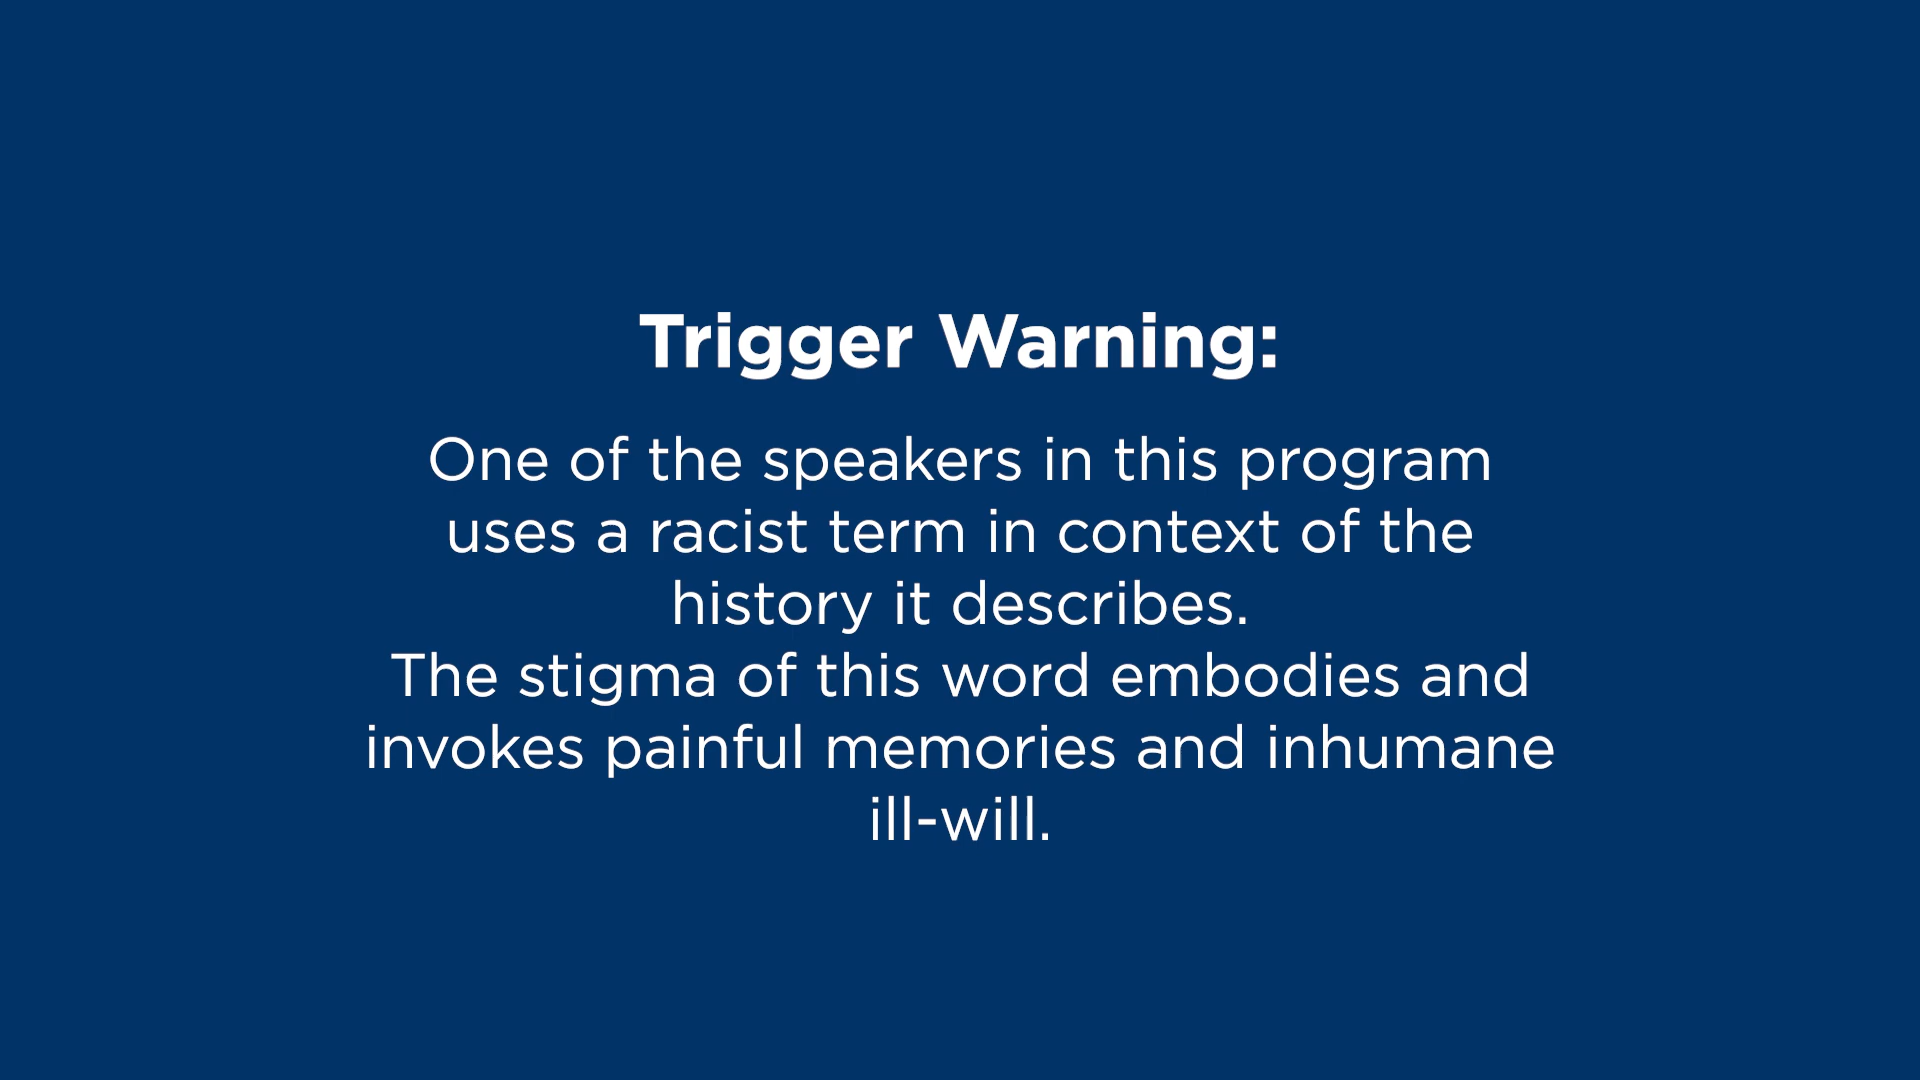 Trigger Warning:
One of the speakers in this program
uses a racist term in context of the
history it describes.
The stigma of this word embodies and
invokes painful memories and inhumane
ill-will.